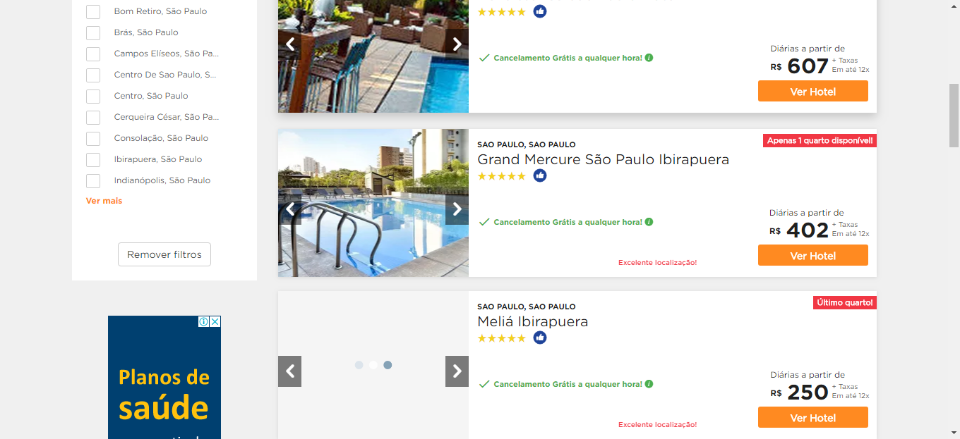 Bom Retiro, São Paulo
Brás, São Paulo
Campos Elíseos, São Pa...
Centro De Sao Paulo, S...
Centro, São Paulo
Cerqueira César, São Pa...
Consolação, São Paulo
Ibirapuera, São Paulo
Indianópolis, São Paulo
Ver mais
Remover filtros
Planos de
saúde
Cancelamento Grátis a qualquer hora!
Diárias a partir de
R$ 607 + Taxas
Em até 12x
Ver Hotel
SAO PAULO, SAO PAULO
Apenas 1 quarto disponível!
Grand Mercure São Paulo Ibirapuera
Cancelamento Grátis a qualquer hora!
Diárias a partir de
R$ 402 + Taxas
Em até 12x
Excelente localização!
Ver Hotel
SAO PAULO, SAO PAULO
Último quarto!
Meliá Ibirapuera
Cancelamento Grátis a qualquer hora!
Diárias a partir de
R$ 250 + Taxas
Em até 12x
Excelente localização!
Ver Hotel